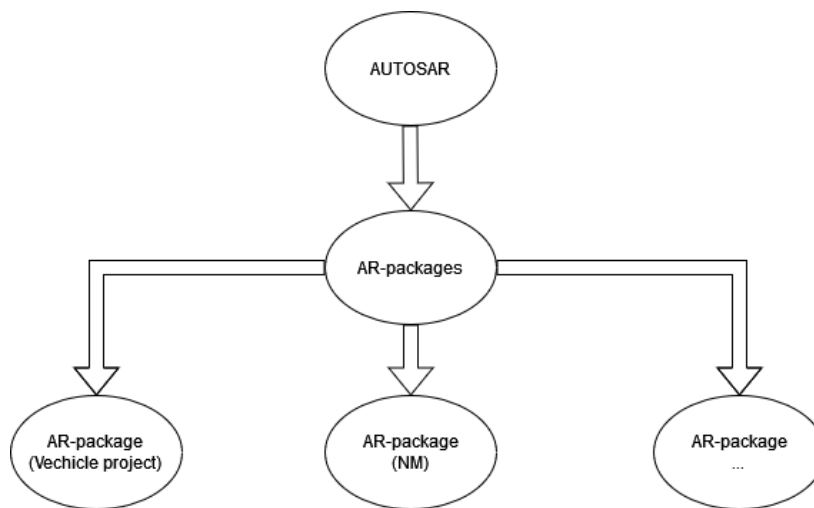 AUTOSAR
AR-packages
AR-package
(Vechicle project)
AR-package
(NM)
AR-package
...